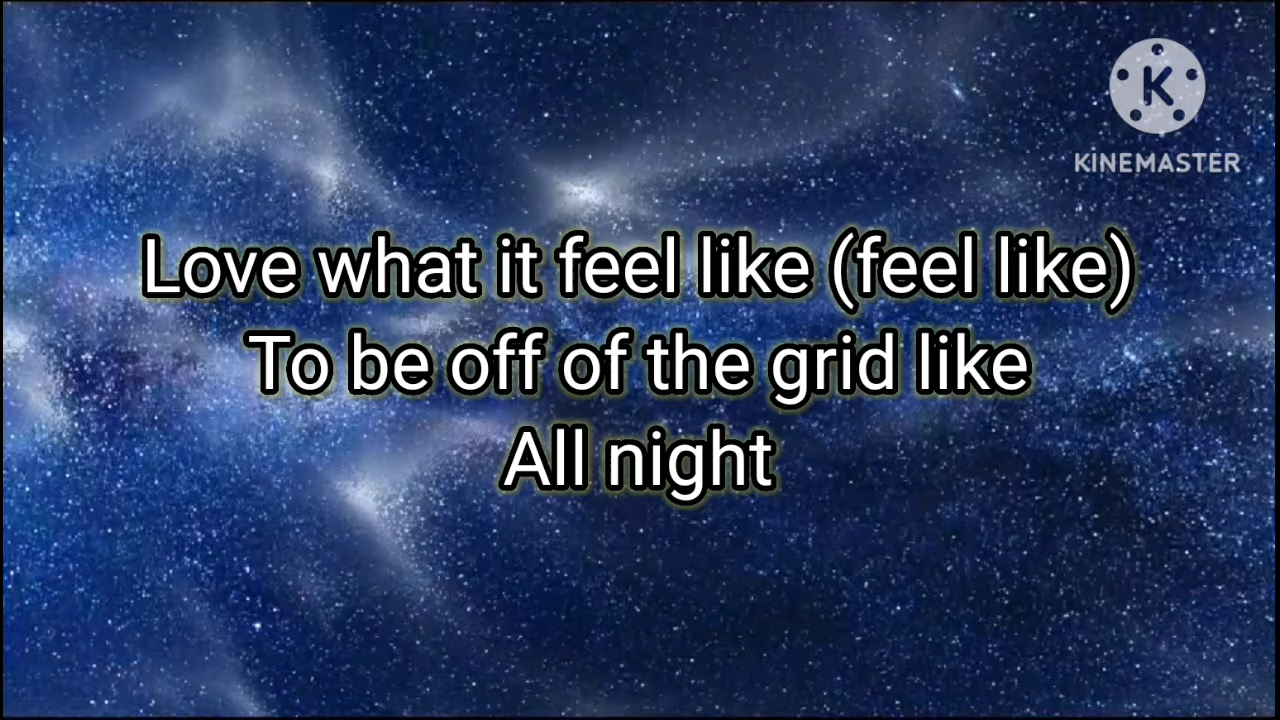 K
KINEMASTER
Love what it feel like (feel like)
To be off of the grid like
All night